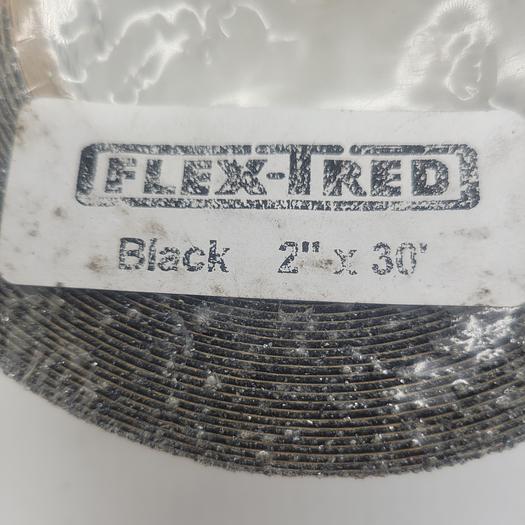 FLEX-TRED
Black 2" x 30'